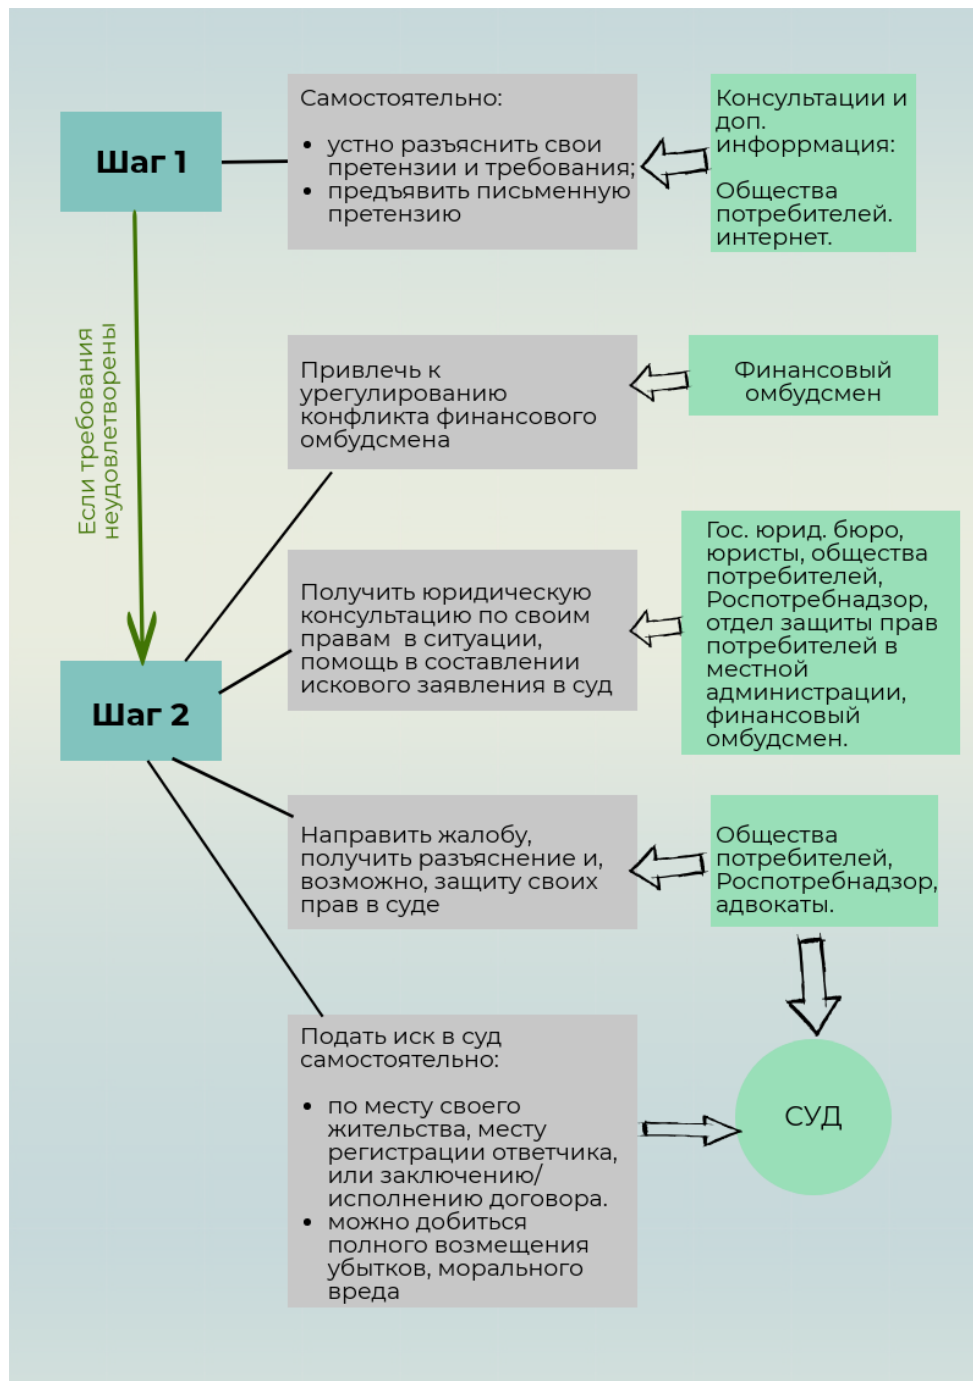 Шаг 1
Самостоятельно:
• устно разъяснить свои
претензии и требования;
• предъявить письменную
претензию
Консультации и
доп.
инфоррмация:
Общества
потребителей.
интернет.
Если требования
неудовлетворены
Привлечь к
урегулированию
конфликта финансового
омбудсмена
Финансовый
омбудсмен
Шаг 2
Получить юридическую
консультацию по своим
правам в ситуации,
помощь в составлении
искового заявления в суд
Гос. юрид. бюро,
юристы, общества
потребителей,
Роспотребнадзор,
отдел защиты прав
потребителей в
местной
администрации,
финансовый
омбудсмен.
Направить жалобу,
получить разъяснение и,
возможно, защиту своих
прав в суде
Общества
потребителей,
Роспотребнадзор,
адвокаты.
Подать иск в суд
самостоятельно:
• по месту своего
жительства, месту
регистрации ответчика,
или заключению/
исполнению договора.
• можно добиться
полного возмещения
убытков, морального
вреда
СУД